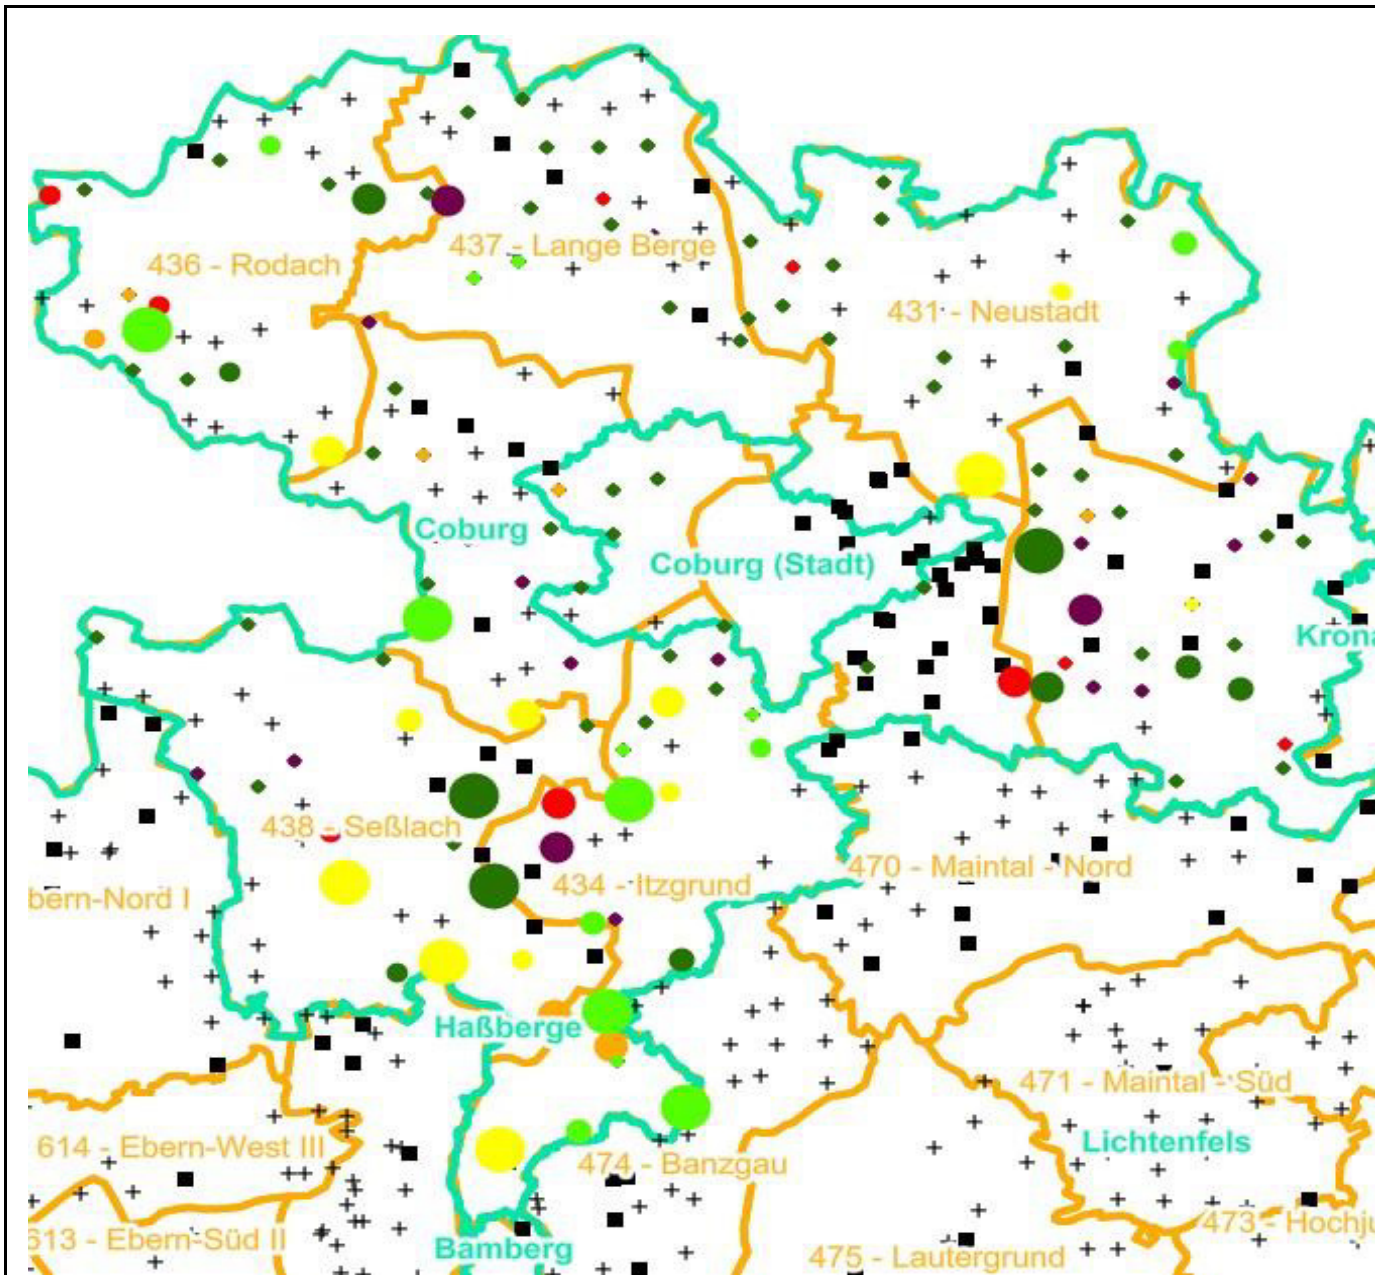 437 - Lange Berge
436 - Rodach
431 - Neustadt
Coburg
Coburg (Stadt)
Krona
438 - Seßlach
470 - Maintal - Nord
434 - Itzgrund
bern-Nord I
Haßberge
471 - Maintal - Süd
Lichtenfels
614 - Ebern-West III
474 - Banzgau
473 - Hochju
613 - Ebern-Süd II
Bamberg
475 - Lautergrund